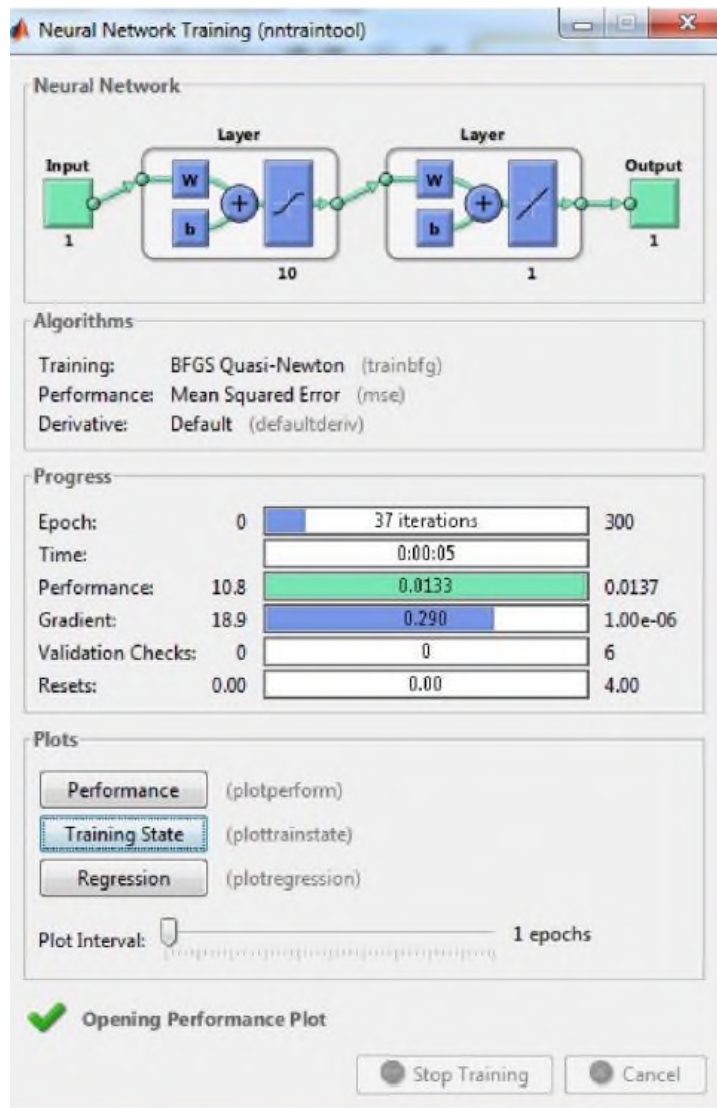 Neural Network Training (nntraintool)
Neural Network
Layer
Layer
Input
Output
W
W
b
b
1
10
1
1
Algorithms
Training: BFGS Quasi-Newton (trainbfg)
Performance: Mean Squared Error (mse)
Derivative: Default (defaultderiv)
Progress
Epoch: 0 37 iterations 300
Time: 0:00:05
Performance: 10.8 0.0133 0.0137
Gradient: 18.9 0.290 1.00e-06
Validation Checks: 0 0 6
Resets: 0.00 0.00 4.00
Plots
Performance (plotperform)
Training State (plottrainstate)
Regression (plotregression)
Plot Interval: 1 epochs
Opening Performance Plot
Stop Training Cancel